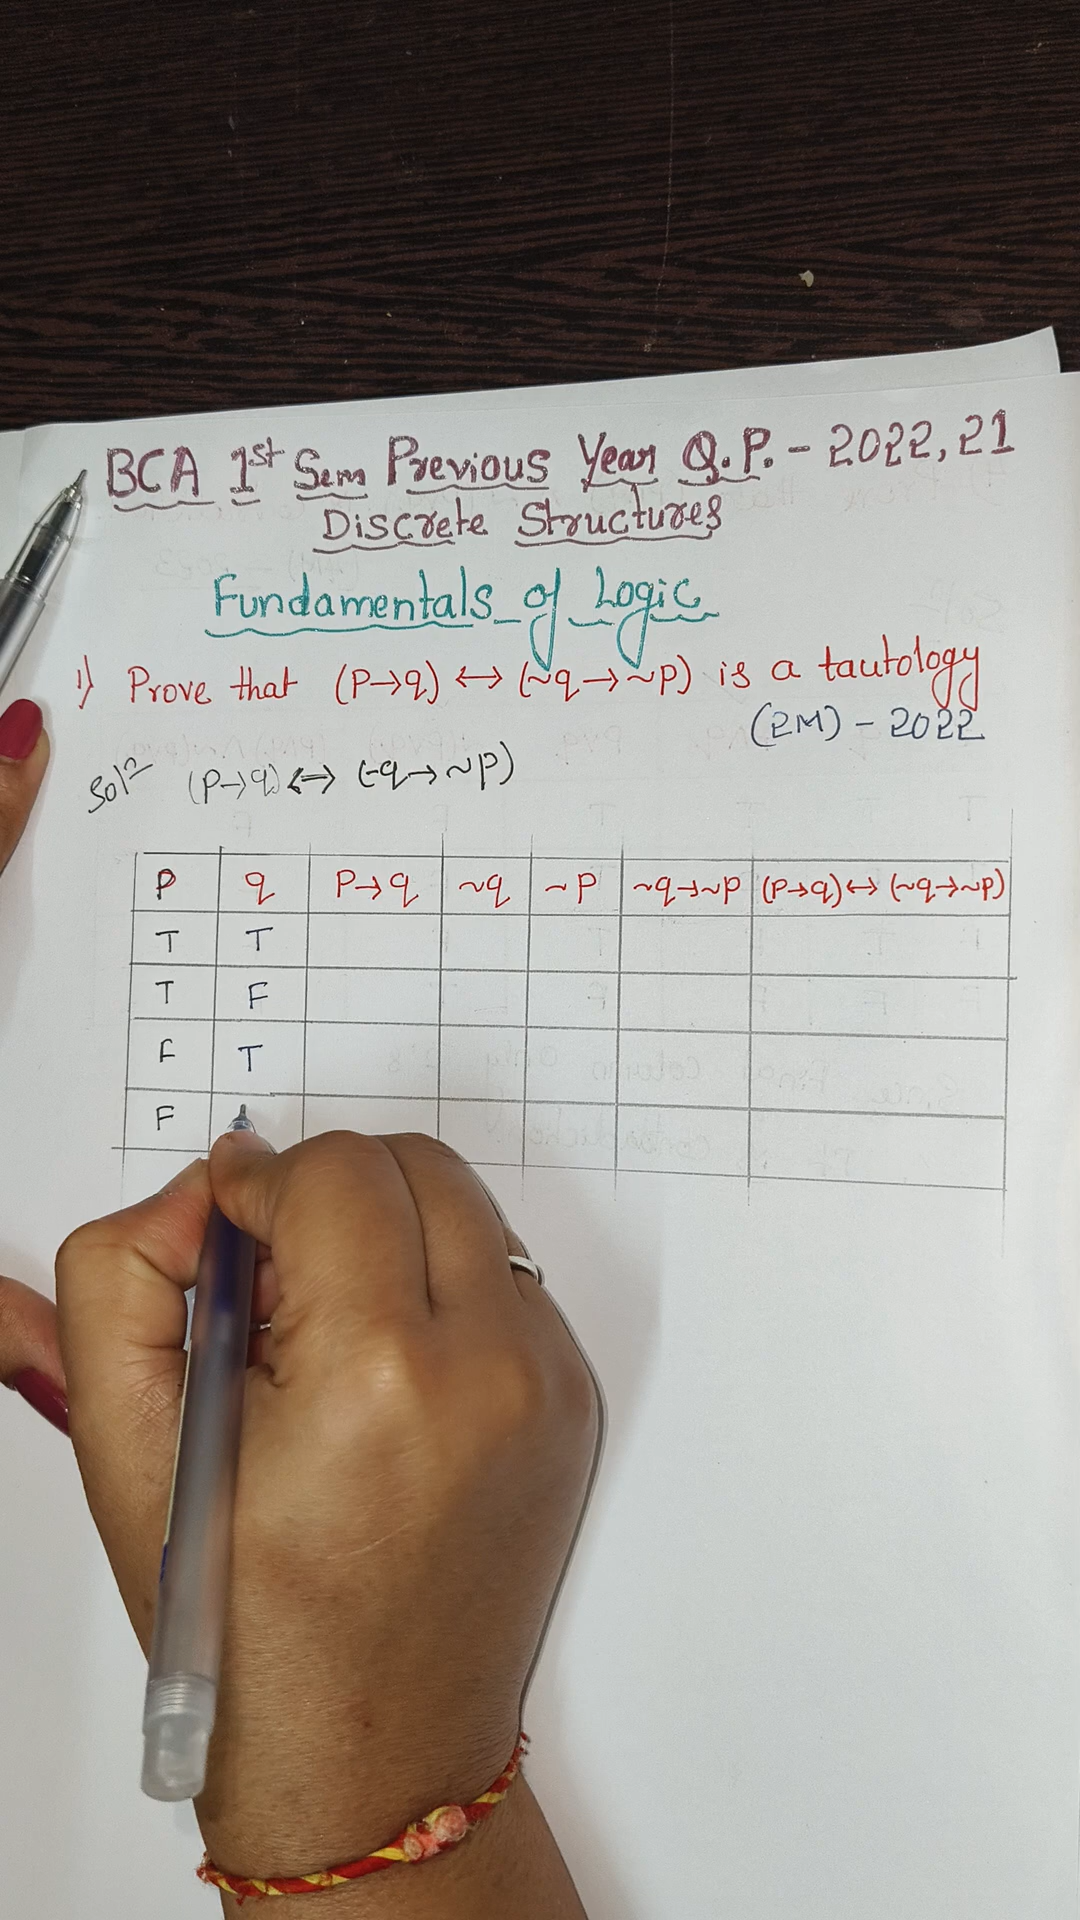 BCA 1st Sem Previous Year Q.P. - 2022, 21
Discrete Structures
Fundamentals of Logic
1) Prove that (P→q) ↔ (~q→~p) is a tautology
(2M) - 2022
Soln (P→q) ↔ (~q→~p)
P q P→q ~q ~P ~q→~p (P→q)↔(~q→~p)
T T
T F
F T
F